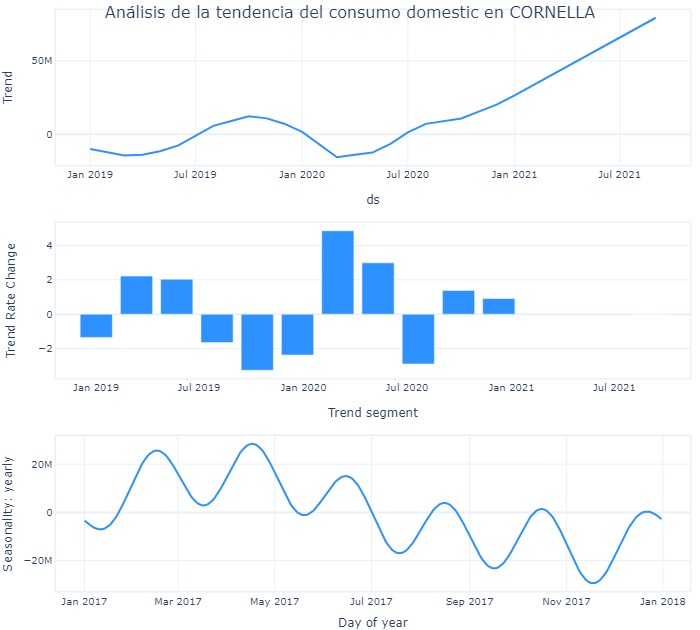 Análisis de la tendencia del consumo domestic en CORNELLA
Trend
50M
0
Jan 2019
Jul 2019
Jan 2020
Jul 2020
Jan 2021
Jul 2021
ds
Trend Rate Change
4
2
0
−2
Jan 2019
Jul 2019
Jan 2020
Jul 2020
Jan 2021
Jul 2021
Trend segment
Seasonality: yearly
20M
0
−20M
Jan 2017
Mar 2017
May 2017
Jul 2017
Sep 2017
Nov 2017
Jan 2018
Day of year